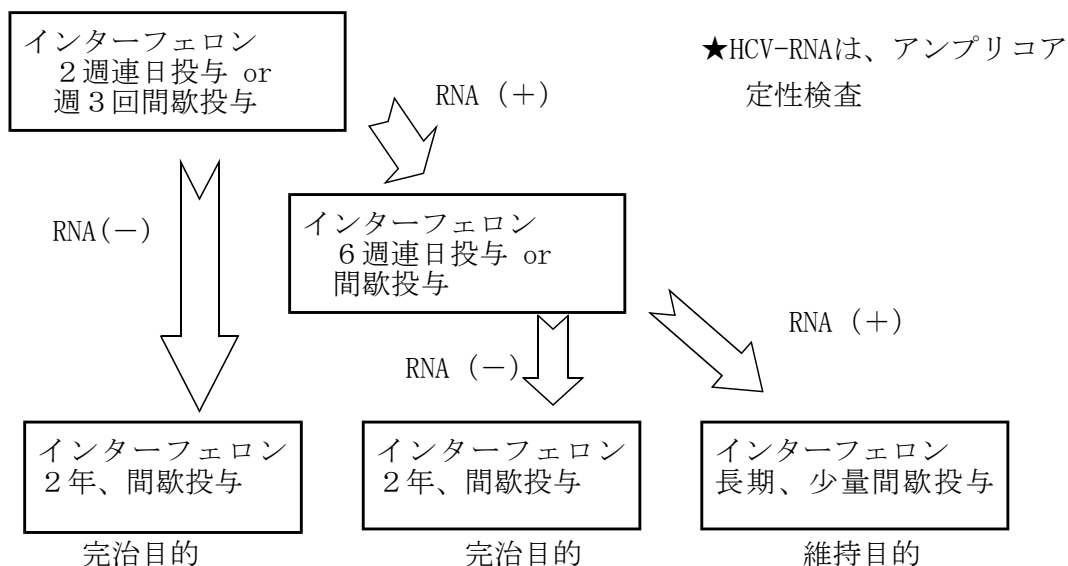 インターフェロン
２週連日投与 or
週３回間歇投与
★HCV-RNAは、アンプリコア
定性検査
RNA (＋)
RNA(－)
インターフェロン
６週連日投与 or
間歇投与
RNA (＋)
RNA (－)
インターフェロン
２年、間歇投与
インターフェロン
２年、間歇投与
インターフェロン
長期、少量間歇投与
完治目的
完治目的
維持目的